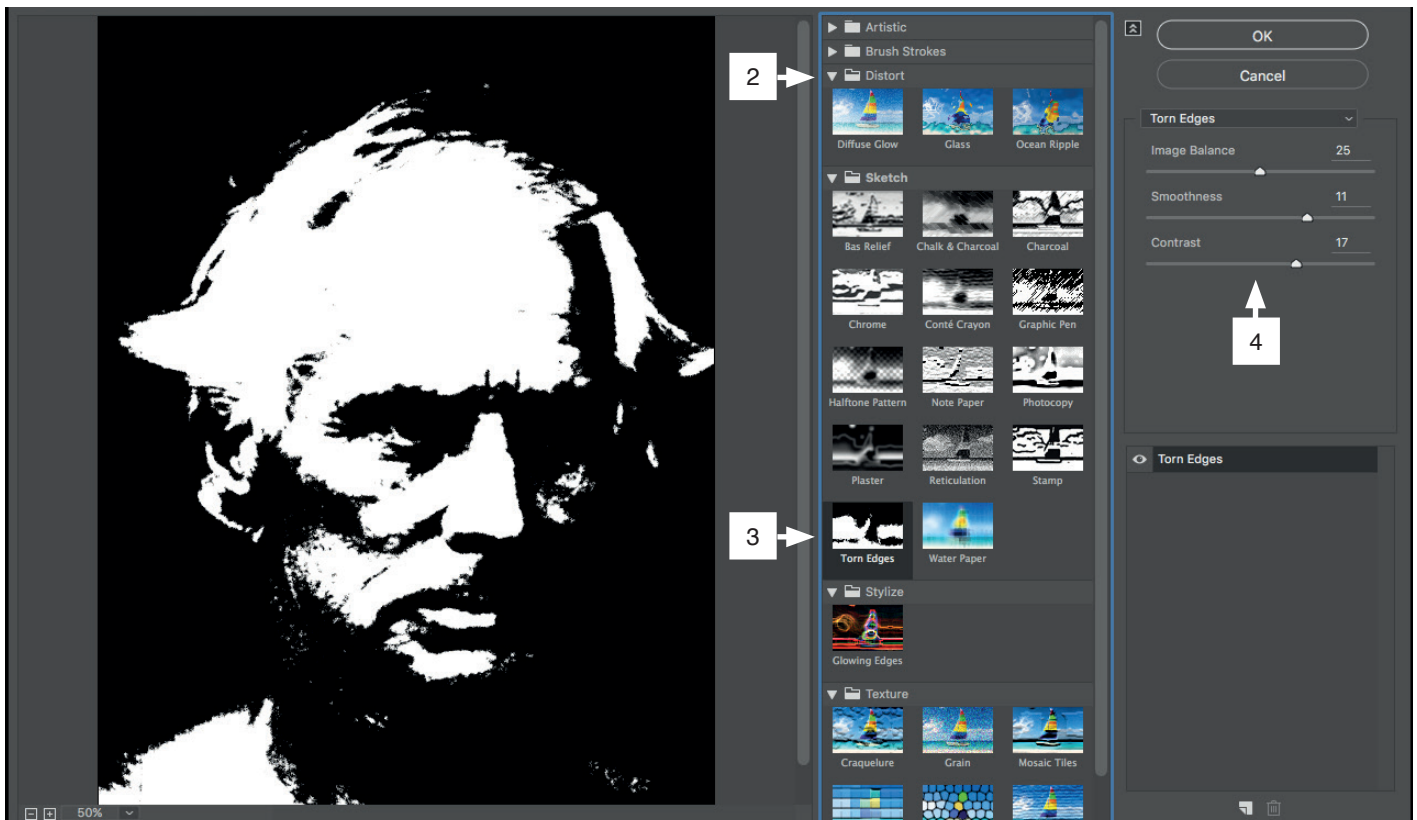 Artistic
Brush Strokes
2
Distort
Diffuse Glow Glass Ocean Ripple
Sketch
Bas Relief Chalk & Charcoal Charcoal
Chrome Conté Crayon Graphic Pen
Halftone Pattern Note Paper Photocopy
Plaster Reticulation Stamp
3
Torn Edges Water Paper
Stylize
Glowing Edges
Texture
Craquelure Grain Mosaic Tiles
OK
Cancel
Torn Edges
Image Balance 25
Smoothness 11
Contrast 17
4
Torn Edges
50%